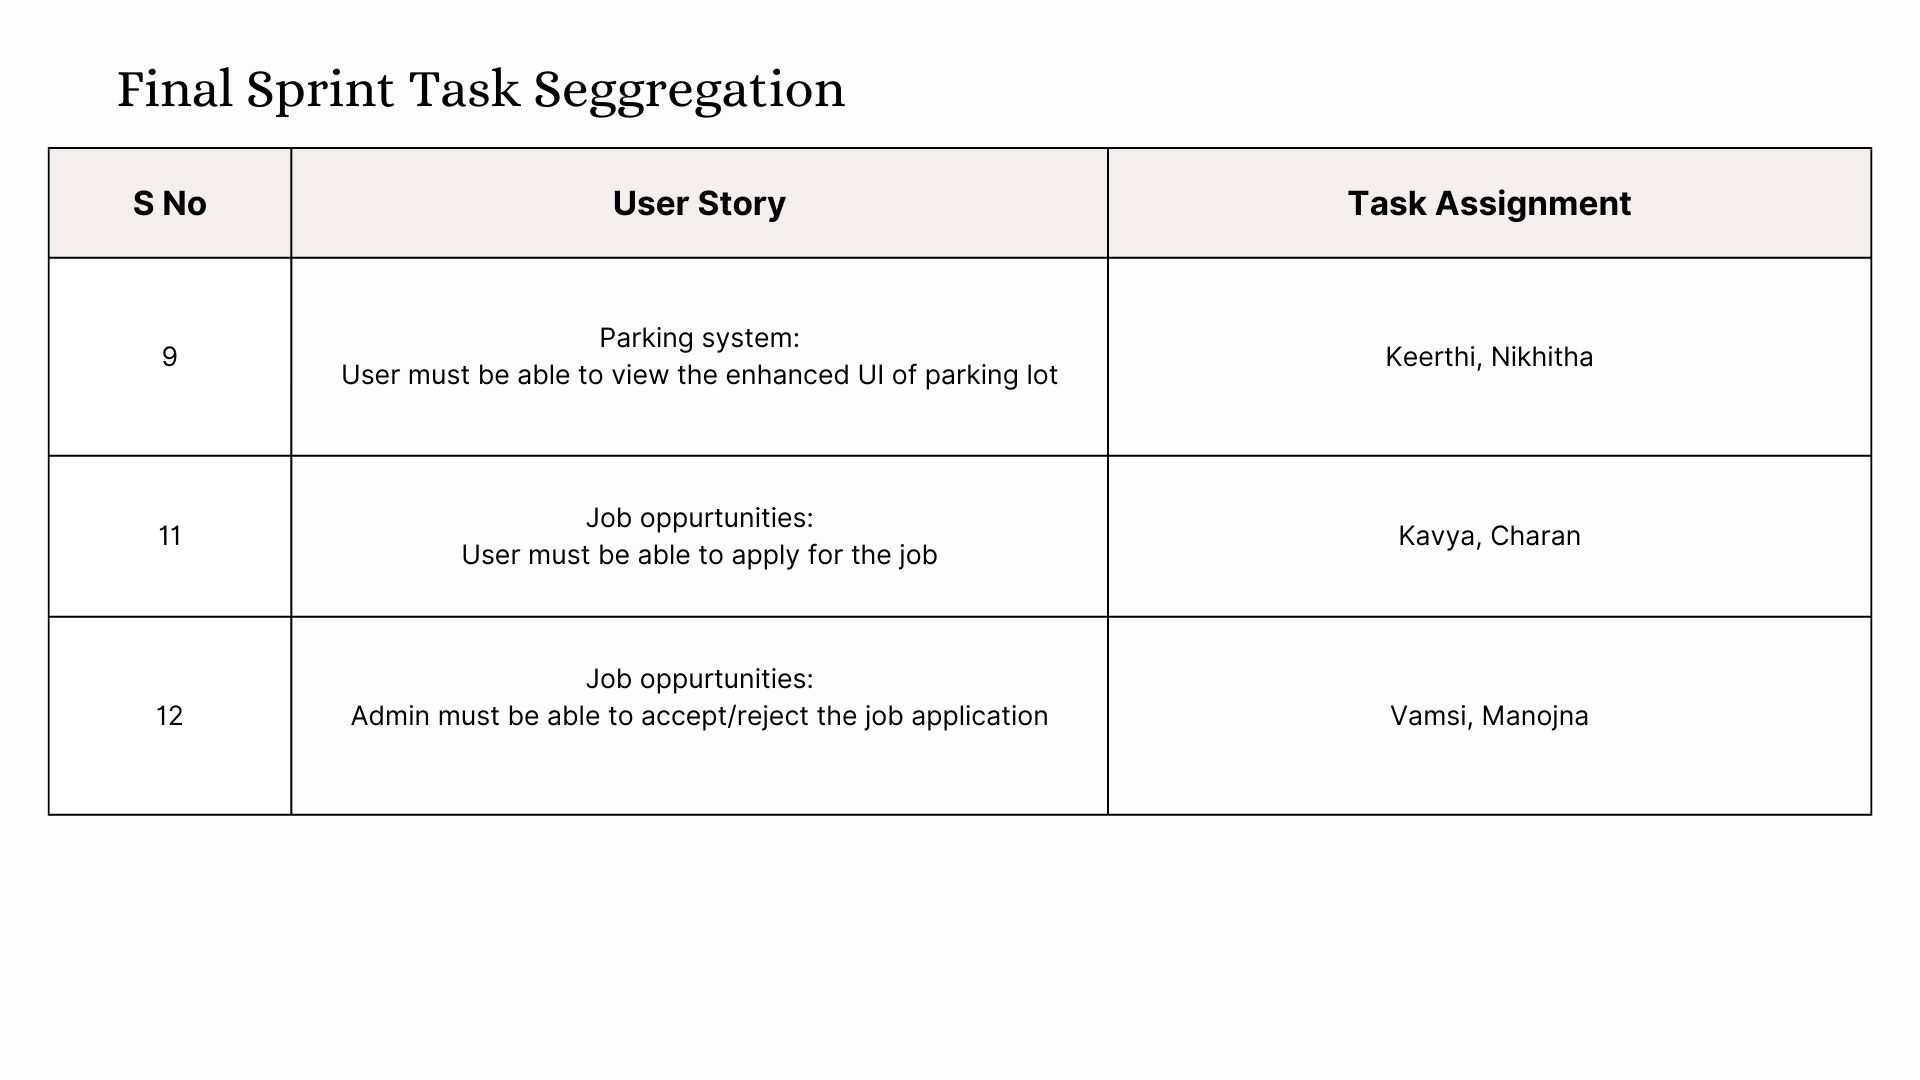 Final Sprint Task Seggregation
S No
User Story
Task Assignment
9
Parking system:
User must be able to view the enhanced UI of parking lot
Keerthi, Nikhitha
11
Job oppurtunities:
User must be able to apply for the job
Kavya, Charan
12
Job oppurtunities:
Admin must be able to accept/reject the job application
Vamsi, Manojna